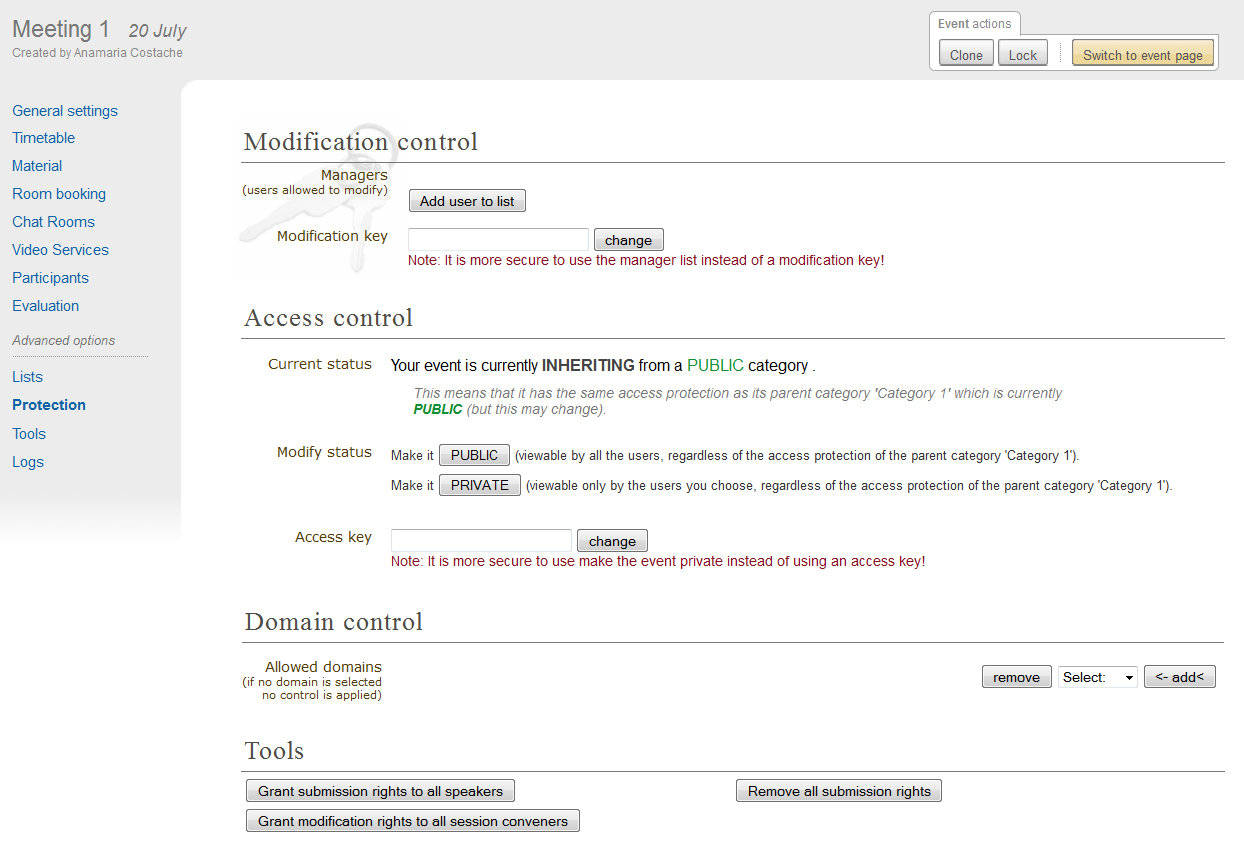 Meeting 1 20 July
Created by Anamaria Costache
Event actions
Clone Lock Switch to event page
General settings
Timetable
Material
Room booking
Chat Rooms
Video Services
Participants
Evaluation
Advanced options
Lists
Protection
Tools
Logs
Modification control
Managers
(users allowed to modify)
Add user to list
Modification key change
Note: It is more secure to use the manager list instead of a modification key!
Access control
Current status Your event is currently INHERITING from a PUBLIC category .
This means that it has the same access protection as its parent category 'Category 1' which is currently
PUBLIC (but this may change).
Modify status Make it PUBLIC (viewable by all the users, regardless of the access protection of the parent category 'Category 1').
Make it PRIVATE (viewable only by the users you choose, regardless of the access protection of the parent category 'Category 1').
Access key change
Note: It is more secure to use make the event private instead of using an access key!
Domain control
Allowed domains
(if no domain is selected
no control is applied)
remove Select: <- add<
Tools
Grant submission rights to all speakers Remove all submission rights
Grant modification rights to all session conveners